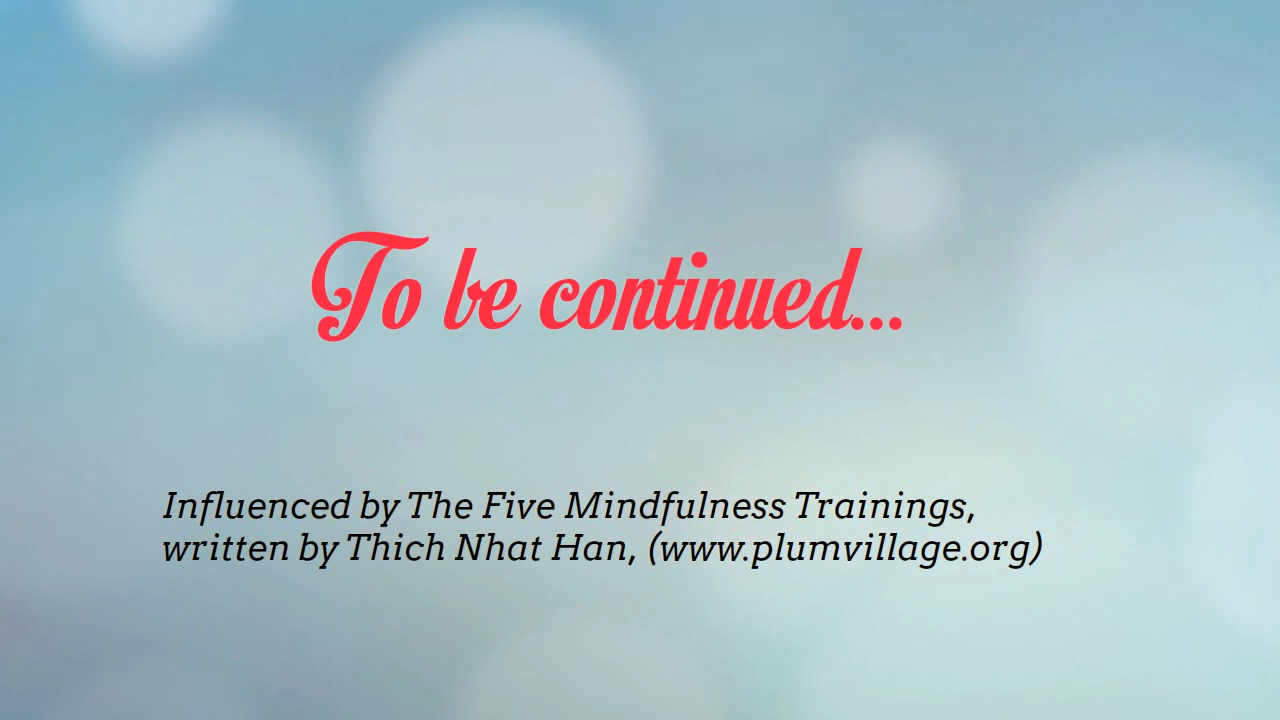 To be continued...
Influenced by The Five Mindfulness Trainings,
written by Thich Nhat Han, (www.plumvillage.org)